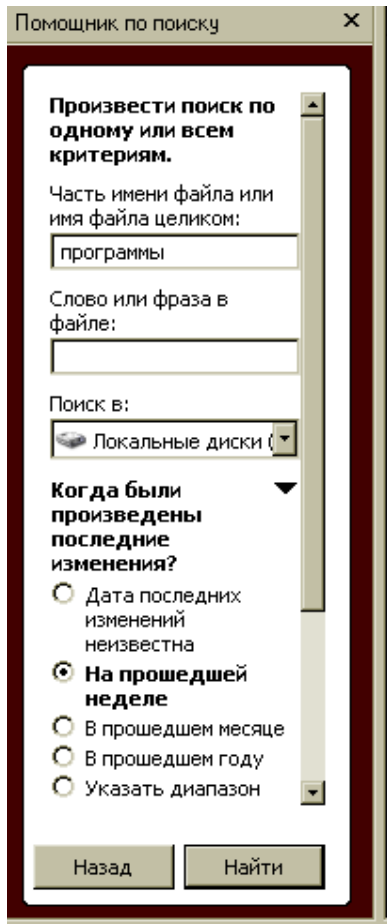 Помощник по поиску
Произвести поиск по
одному или всем
критериям.
Часть имени файла или
имя файла целиком:
программы
Слово или фраза в
файле:
Поиск в:
Локальные диски (
Когда были
произведены
последние
изменения?
Дата последних
изменений
неизвестна
На прошедшей
неделе
В прошедшем месяце
В прошедшем году
Указать диапазон
Назад
Найти